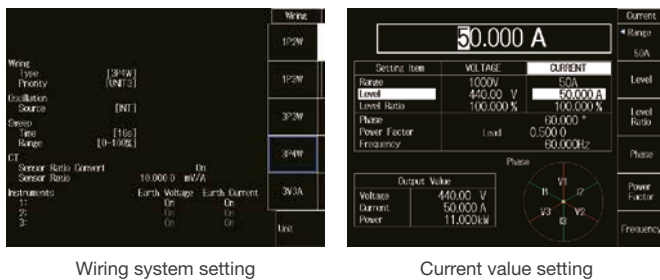 Wiring
1P2W
1P2W
3P2W
3P4W
3V3A
Unit
Wiring
Type [3P4W]
Priority [UNIT3]
Oscillation
Source [INT]
Sweep
Time [16s]
Range [0-100%]
CT
Sensor Ratio Convert On
Sensor Ratio 10.000 0 mV/A
Instruments Earth Voltage Earth Current
1: On On
2: On On
3: On On
Wiring system setting
50.000 A
Setting Item VOLTAGE CURRENT
Range 1000V 50A
Level 440.00 V 50.000 A
Level Ratio 100.000 % 100.000 %
Phase 60.000 °
Power Factor Lead 0.500 0
Frequency 60.000Hz
Phase
Output Value
Voltage 440.00 V
Current 50.000 A
Power 11.000kW
V1
I1 I2
V3 V2
I3
Current
Range
50A
Level
Level
Ratio
Phase
Power
Factor
Frequency
Current value setting